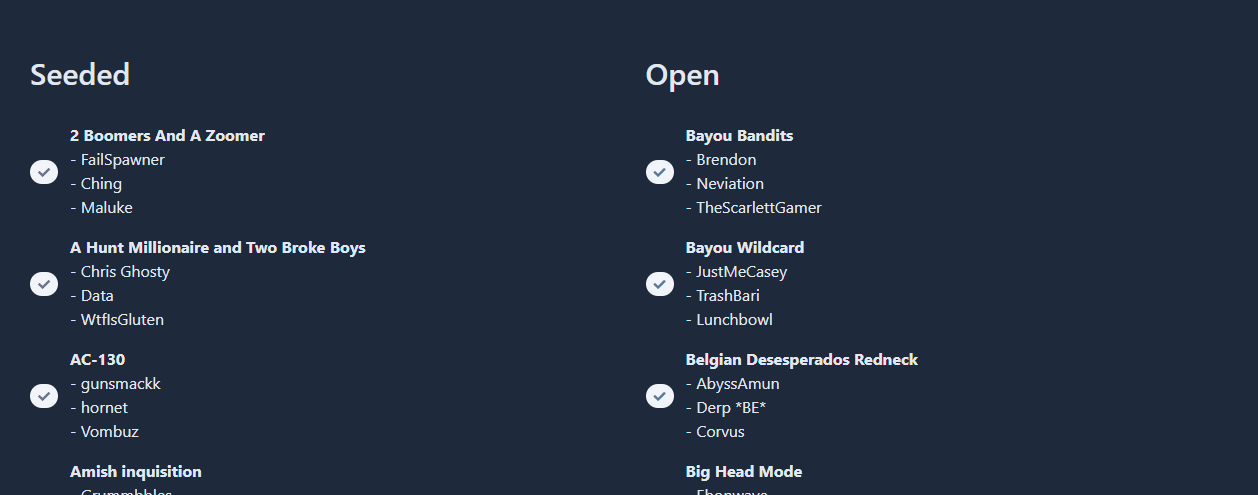 Seeded
2 Boomers And A Zoomer
- FailSpawner
- Ching
- Maluke
A Hunt Millionaire and Two Broke Boys
- Chris Ghosty
- Data
- WtfIsGluten
AC-130
- gunsmackk
- hornet
- Vombuz
Amish inquisition
- Grummbbles
Open
Bayou Bandits
- Brendon
- Neviation
- TheScarlettGamer
Bayou Wildcard
- JustMeCasey
- TrashBari
- Lunchbowl
Belgian Desesperados Redneck
- AbyssAmun
- Derp *BE*
- Corvus
Big Head Mode